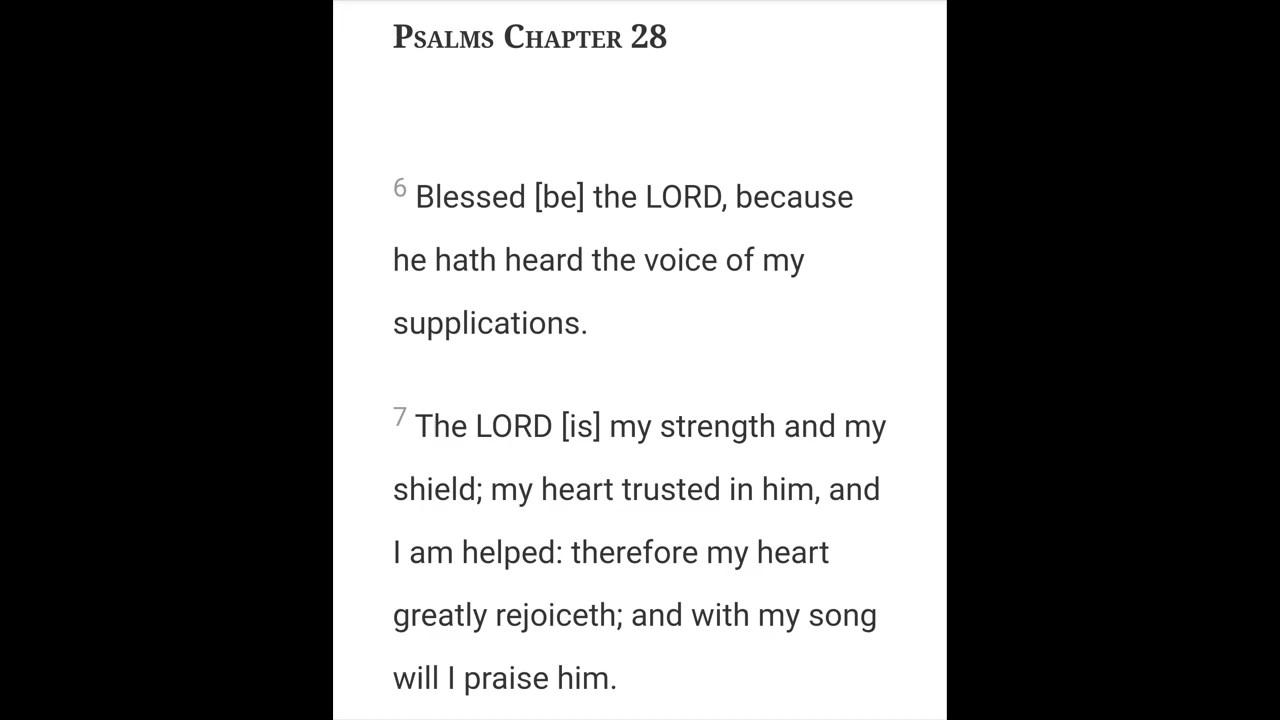 Psalms Chapter 28
6 Blessed [be] the LORD, because
he hath heard the voice of my
supplications.
7 The LORD [is] my strength and my
shield; my heart trusted in him, and
I am helped: therefore my heart
greatly rejoiceth; and with my song
will I praise him.